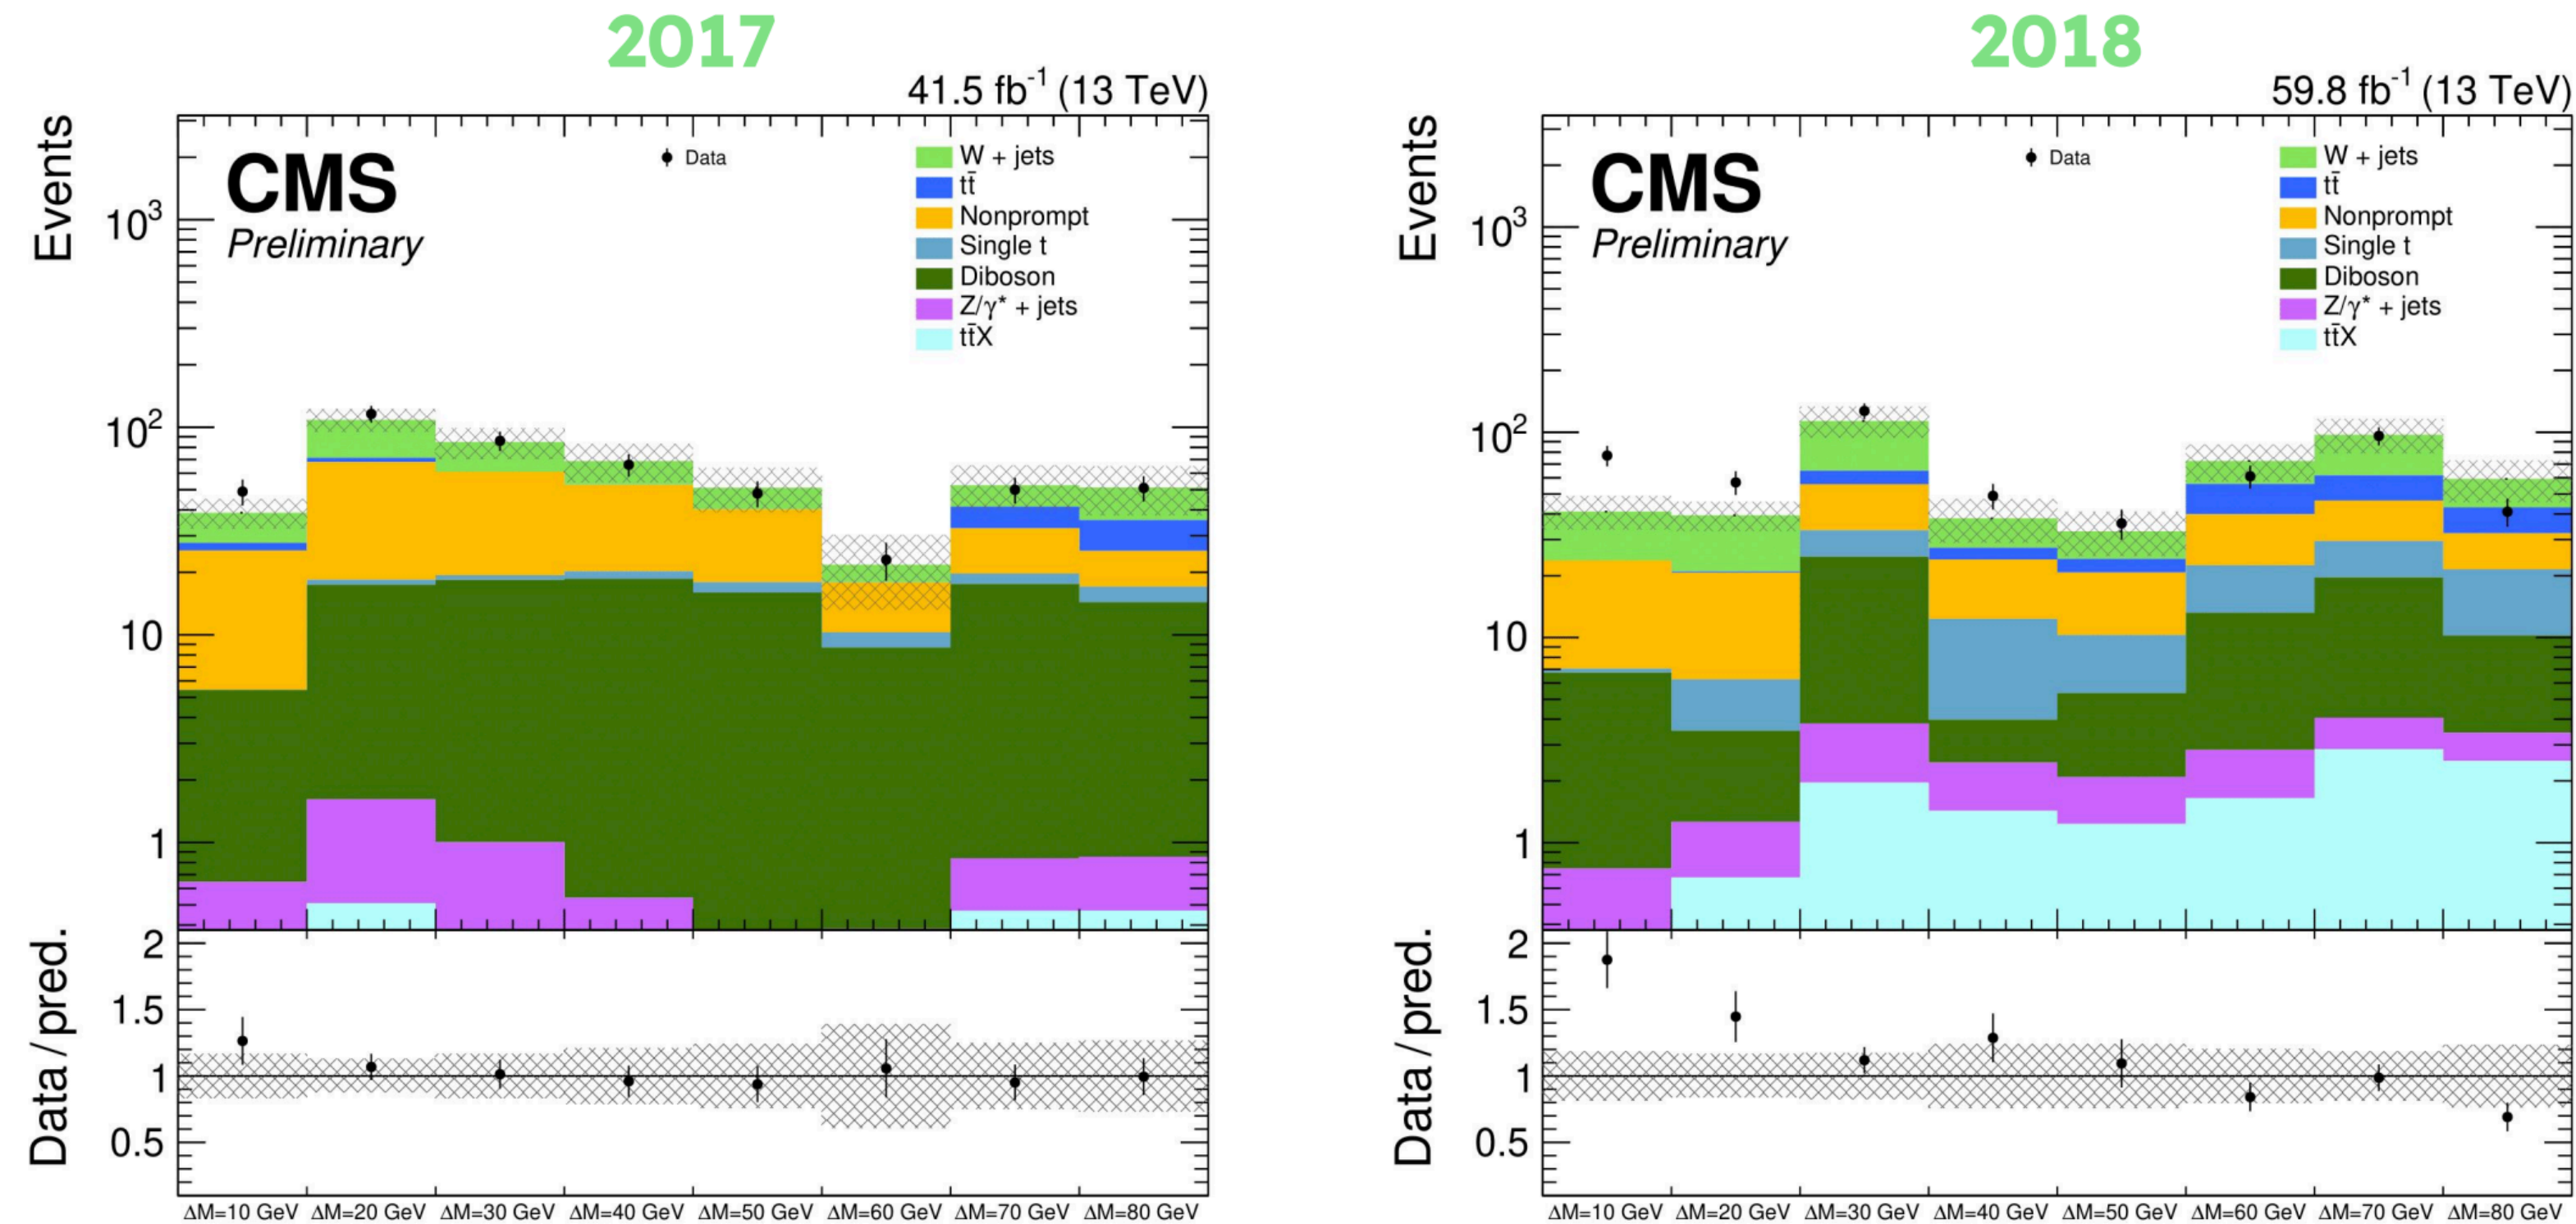 2017
41.5 fb⁻¹ (13 TeV)
Events
CMS
Preliminary
Data
W + jets
tt̄
Nonprompt
Single t
Diboson
Z/γ* + jets
tt̄X
10³
10²
10
1
Data / pred.
2
1.5
1
0.5
ΔM=10 GeV ΔM=20 GeV ΔM=30 GeV ΔM=40 GeV ΔM=50 GeV ΔM=60 GeV ΔM=70 GeV ΔM=80 GeV
2018
59.8 fb⁻¹ (13 TeV)
Events
CMS
Preliminary
Data
W + jets
tt̄
Nonprompt
Single t
Diboson
Z/γ* + jets
tt̄X
10³
10²
10
1
Data / pred.
2
1.5
1
0.5
ΔM=10 GeV ΔM=20 GeV ΔM=30 GeV ΔM=40 GeV ΔM=50 GeV ΔM=60 GeV ΔM=70 GeV ΔM=80 GeV